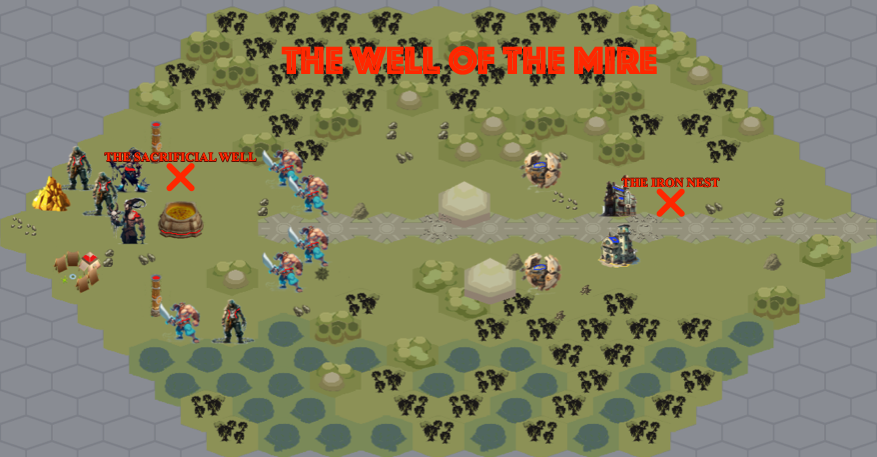 THE WELL OF THE MIRE
THE SACRIFICIAL WELL
THE IRON NEST